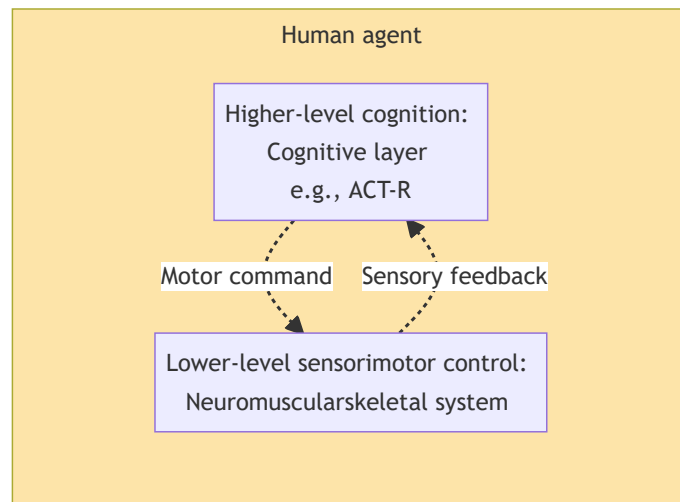 Human agent
Higher-level cognition:
Cognitive layer
e.g., ACT-R
Motor command
Sensory feedback
Lower-level sensorimotor control:
Neuromuscularskeletal system